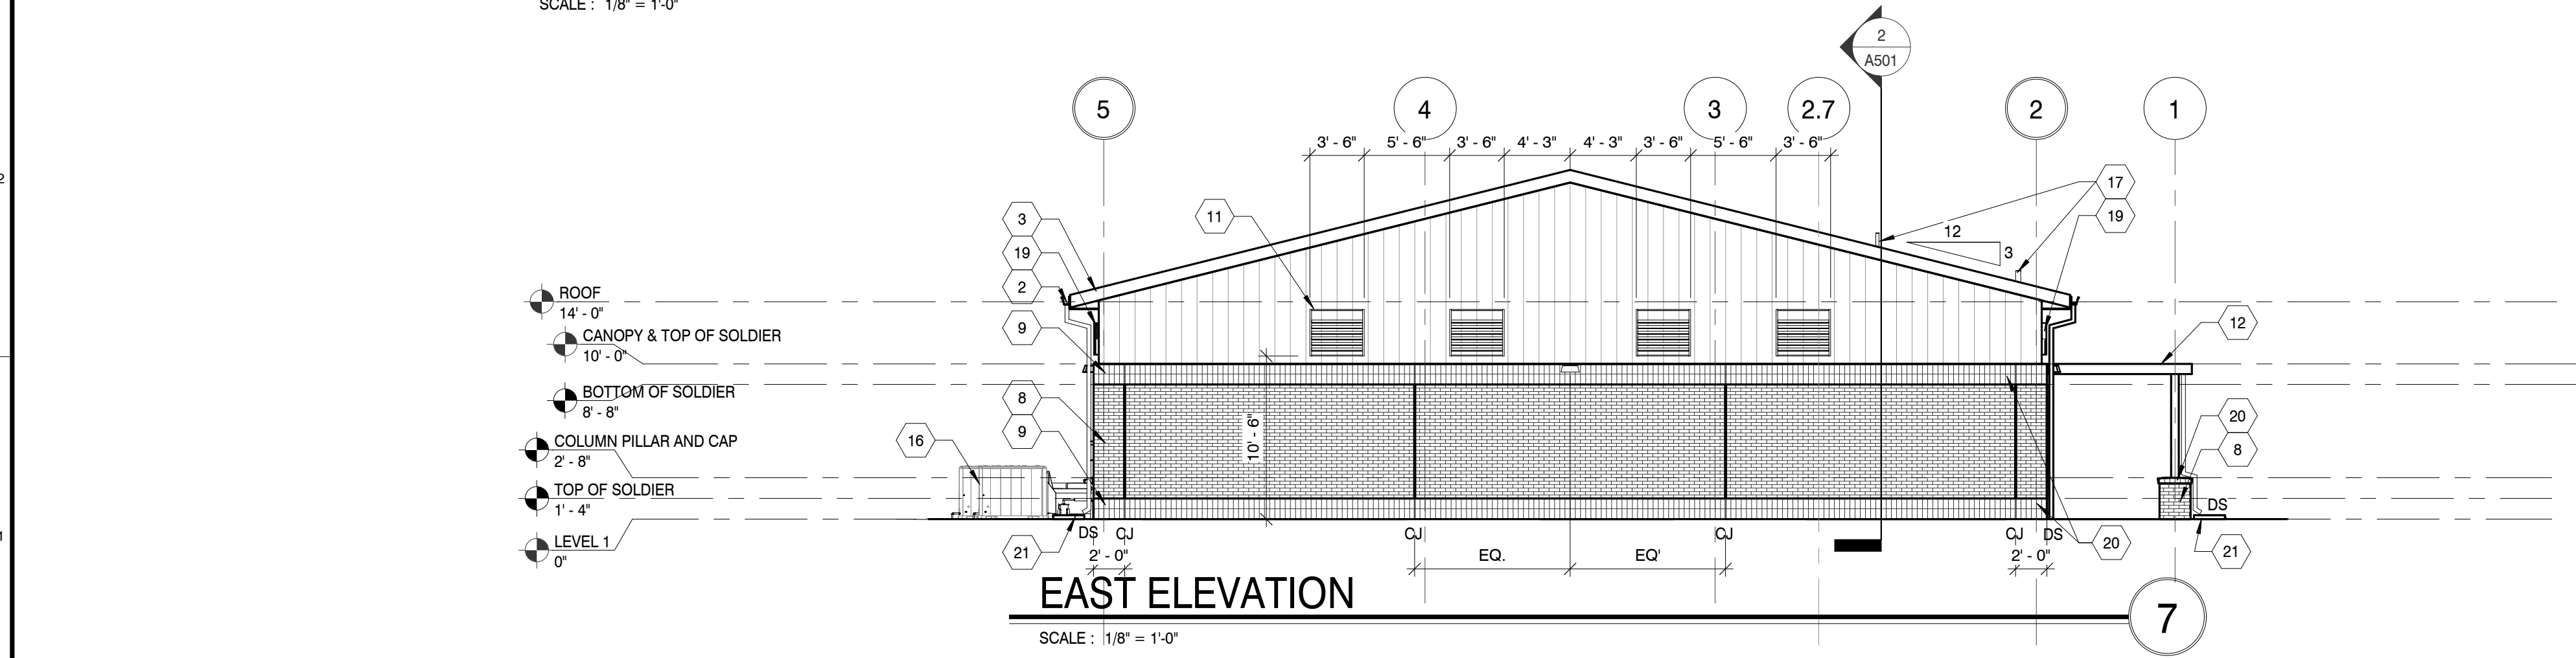 SCALE : 1/8" = 1'-0"
2
A501
5
4
3
2.7
2
1
3' - 6"
5' - 6"
3' - 6"
4' - 3"
4' - 3"
3' - 6"
5' - 6"
3' - 6"
2
17
3
11
19
12
3
19
2
ROOF
14' - 0"
9
12
CANOPY & TOP OF SOLDIER
10' - 0"
BOTTOM OF SOLDIER
8' - 8"
8
20
10' - 6"
9
16
8
COLUMN PILLAR AND CAP
2' - 8"
TOP OF SOLDIER
1' - 4"
DS
1
LEVEL 1
0"
21
DS
CJ
CJ
CJ
CJ
DS
20
21
2' - 0"
EQ.
EQ'
2' - 0"
EAST ELEVATION
7
SCALE : 1/8" = 1'-0"